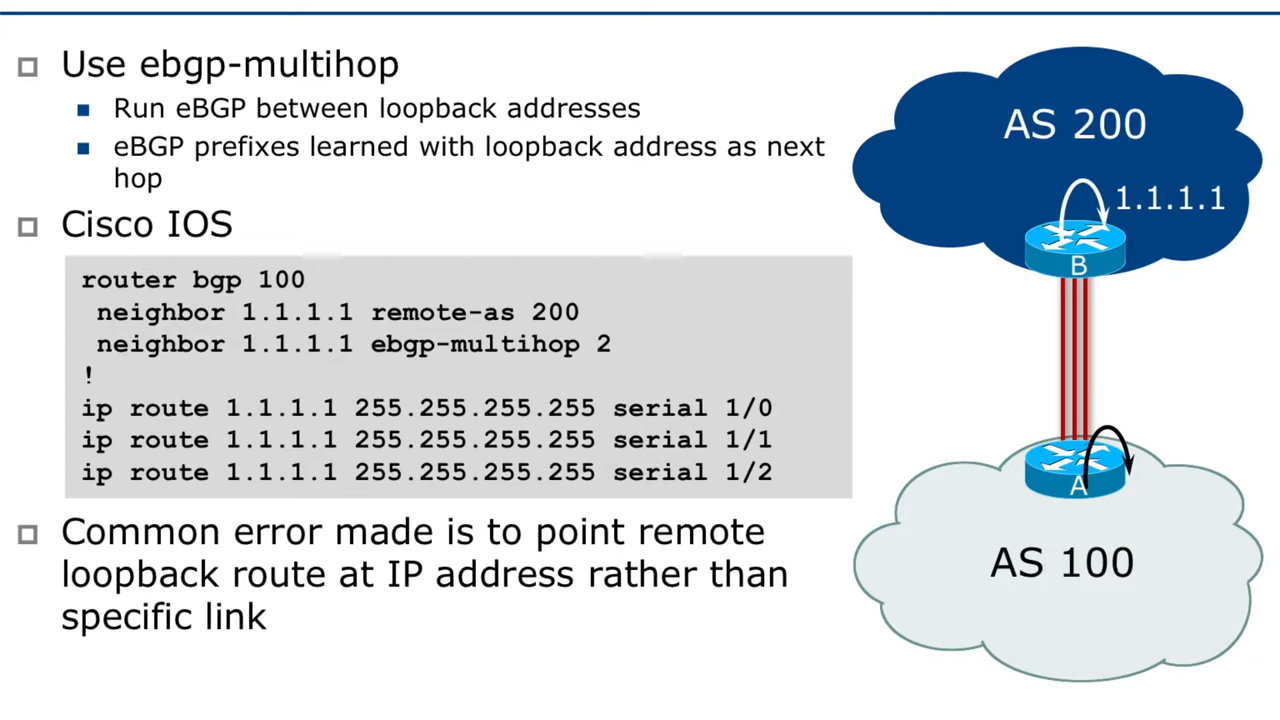 Use ebgp-multihop
Run eBGP between loopback addresses
eBGP prefixes learned with loopback address as next
hop
Cisco IOS
router bgp 100
neighbor 1.1.1.1 remote-as 200
neighbor 1.1.1.1 ebgp-multihop 2
!
ip route 1.1.1.1 255.255.255.255 serial 1/0
ip route 1.1.1.1 255.255.255.255 serial 1/1
ip route 1.1.1.1 255.255.255.255 serial 1/2
Common error made is to point remote
loopback route at IP address rather than
specific link
AS 200
1.1.1.1
B
A
AS 100